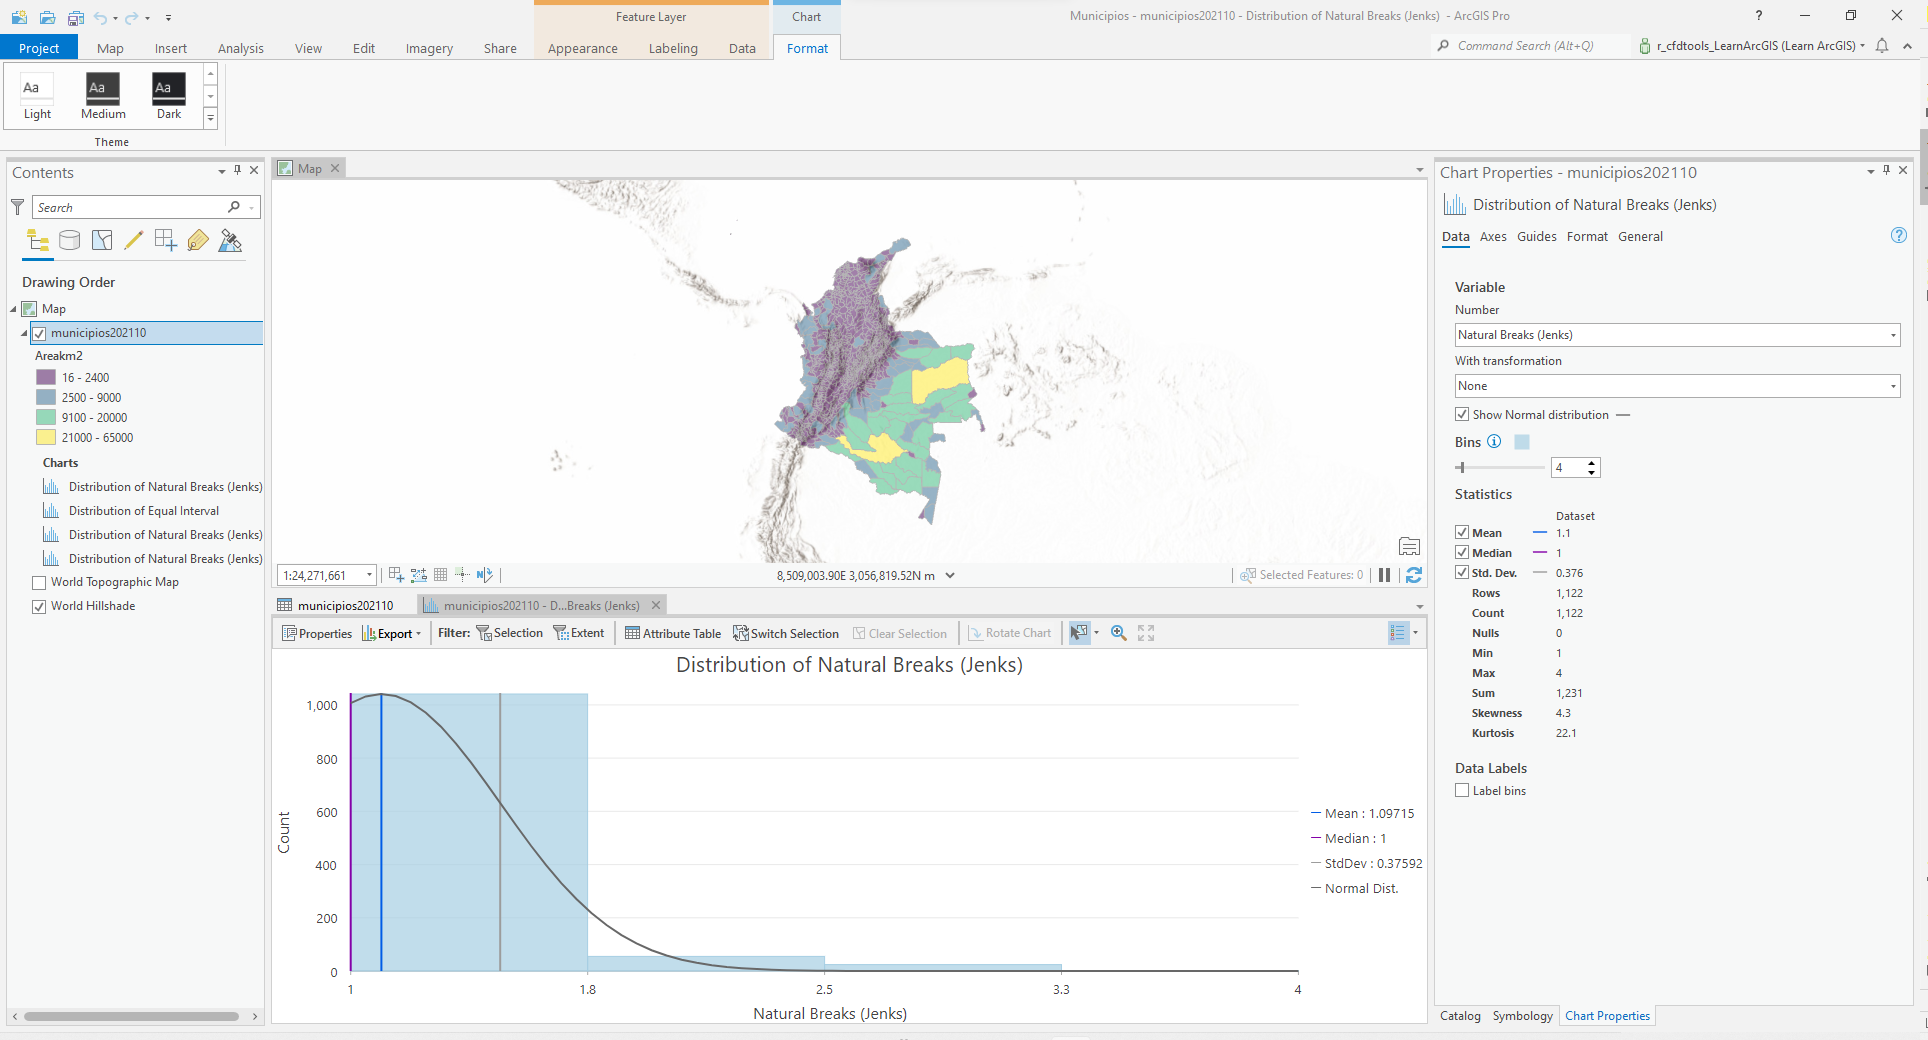 Feature Layer
Chart
Municipios - municipios202110 - Distribution of Natural Breaks (Jenks) - ArcGIS Pro
?
Project
Map
Insert
Analysis
View
Edit
Imagery
Share
Appearance
Labeling
Data
Format
Command Search (Alt+Q)
r_cfdtools_LearnArcGIS (Learn ArcGIS)
Aa
Aa
Aa
Light
Medium
Dark
Theme
Contents
Search
Drawing Order
Map
municipios202110
Areakm2
16 - 2400
2500 - 9000
9100 - 20000
21000 - 65000
Charts
Distribution of Natural Breaks (Jenks)
Distribution of Equal Interval
Distribution of Natural Breaks (Jenks)
Distribution of Natural Breaks (Jenks)
World Topographic Map
World Hillshade
Map
1:24,271,661
8,509,003.90E 3,056,819.52N m
Selected Features: 0
municipios202110
municipios202110 - D...Breaks (Jenks)
Properties
Export
Filter:
Selection
Extent
Attribute Table
Switch Selection
Clear Selection
Rotate Chart
Distribution of Natural Breaks (Jenks)
Count
1,000
800
600
400
200
0
1
1.8
2.5
3.3
4
Natural Breaks (Jenks)
Mean : 1.09715
Median : 1
StdDev : 0.37592
Normal Dist.
Chart Properties - municipios202110
Distribution of Natural Breaks (Jenks)
Data
Axes
Guides
Format
General
?
Variable
Number
Natural Breaks (Jenks)
With transformation
None
Show Normal distribution
Bins
4
Statistics
Dataset
Mean 1.1
Median 1
Std. Dev. 0.376
Rows 1,122
Count 1,122
Nulls 0
Min 1
Max 4
Sum 1,231
Skewness 4.3
Kurtosis 22.1
Data Labels
Label bins
Catalog
Symbology
Chart Properties